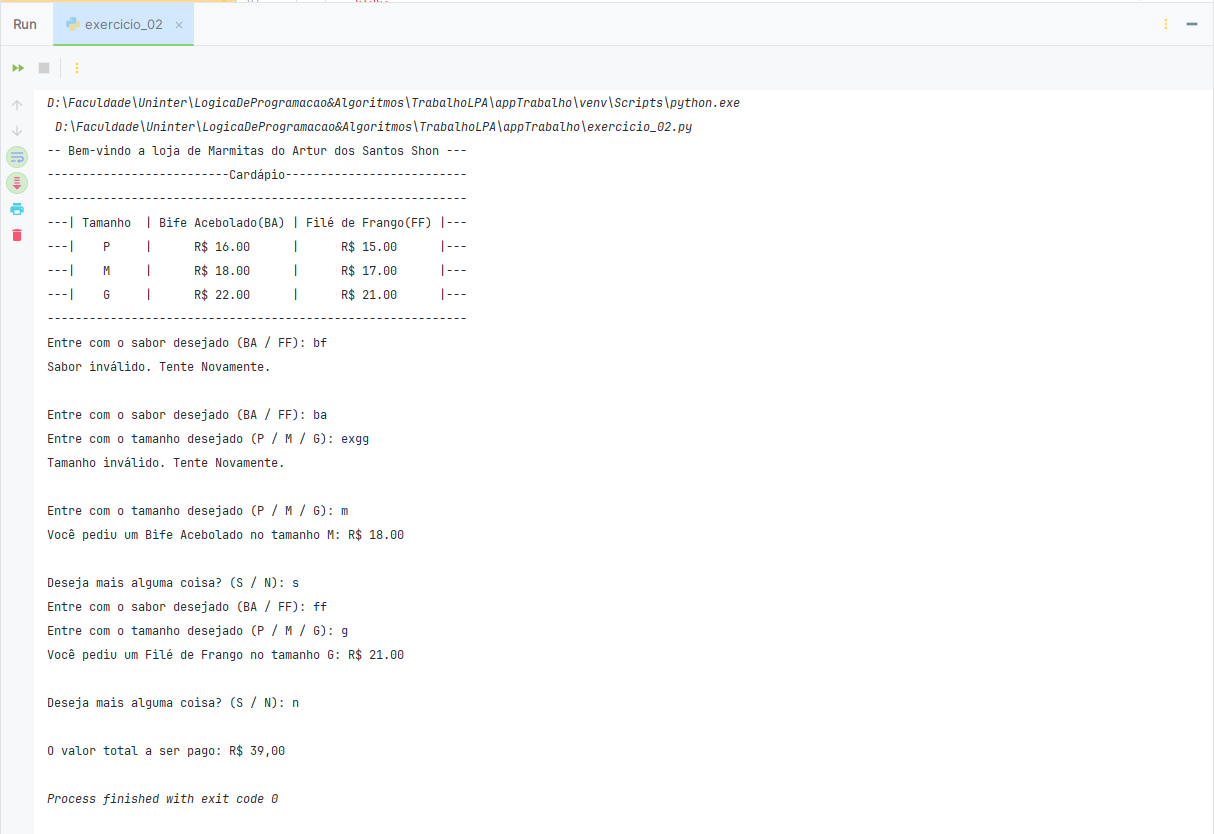 Run exercicio_02
D:\Faculdade\Uninter\LogicaDeProgramacao&Algoritmos\TrabalhoLPA\appTrabalho\venv\Scripts\python.exe
D:\Faculdade\Uninter\LogicaDeProgramacao&Algoritmos\TrabalhoLPA\appTrabalho\exercicio_02.py
-- Bem-vindo a loja de Marmitas do Artur dos Santos Shon ---
--------------------------Cardápio--------------------------
------------------------------------------------------------
---| Tamanho  | Bife Acebolado(BA) | Filé de Frango(FF) |---
---|    P     |      R$ 16.00      |      R$ 15.00      |---
---|    M     |      R$ 18.00      |      R$ 17.00      |---
---|    G     |      R$ 22.00      |      R$ 21.00      |---
------------------------------------------------------------
Entre com o sabor desejado (BA / FF): bf
Sabor inválido. Tente Novamente.
Entre com o sabor desejado (BA / FF): ba
Entre com o tamanho desejado (P / M / G): exgg
Tamanho inválido. Tente Novamente.
Entre com o tamanho desejado (P / M / G): m
Você pediu um Bife Acebolado no tamanho M: R$ 18.00
Deseja mais alguma coisa? (S / N): s
Entre com o sabor desejado (BA / FF): ff
Entre com o tamanho desejado (P / M / G): g
Você pediu um Filé de Frango no tamanho G: R$ 21.00
Deseja mais alguma coisa? (S / N): n
O valor total a ser pago: R$ 39,00
Process finished with exit code 0